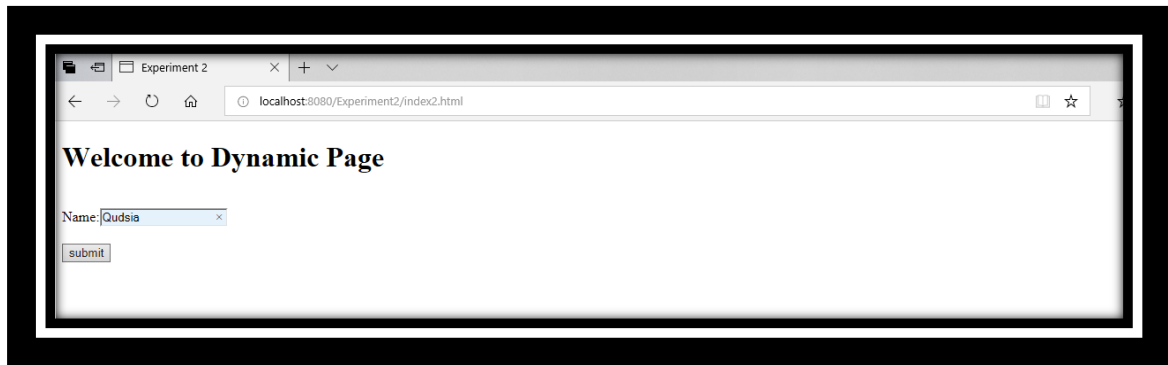 Experiment 2
localhost:8080/Experiment2/index2.html
Welcome to Dynamic Page
Name: Qudsia
submit